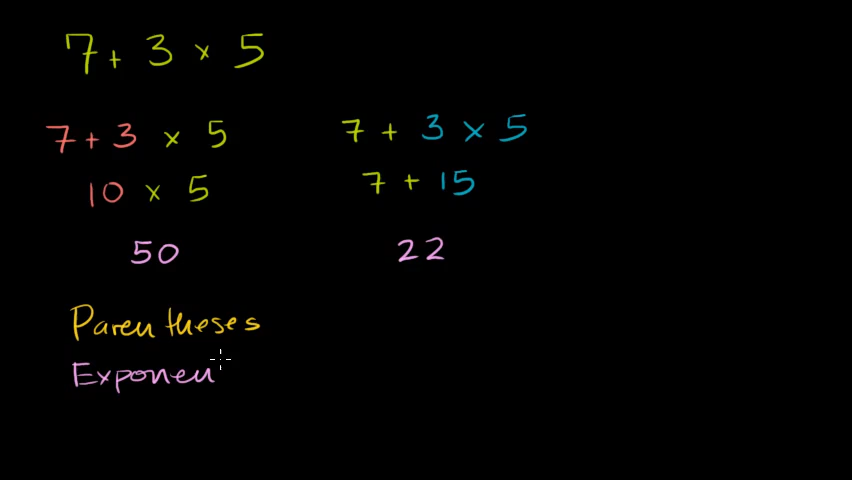 7 + 3 × 5
7 + 3 × 5
10 × 5
50
7 + 3 × 5
7 + 15
22
Parentheses
Exponen